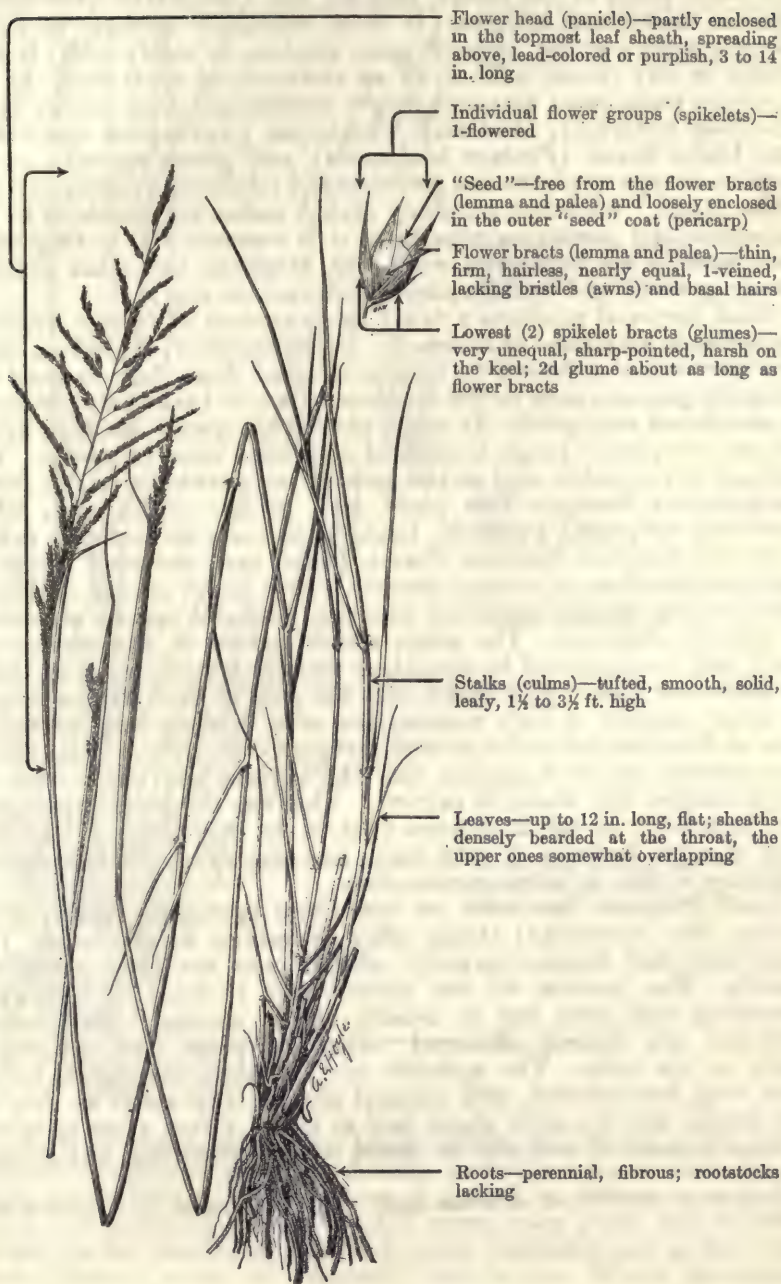 Flower head (panicle)—partly enclosed
in the topmost leaf sheath, spreading
above, lead-colored or purplish, 3 to 14
in. long
Individual flower groups (spikelets)—
1-flowered
"Seed"—free from the flower bracts
(lemma and palea) and loosely enclosed
in the outer "seed" coat (pericarp)
Flower bracts (lemma and palea)—thin,
firm, hairless, nearly equal, 1-veined,
lacking bristles (awns) and basal hairs
Lowest (2) spikelet bracts (glumes)—
very unequal, sharp-pointed, harsh on
the keel; 2d glume about as long as
flower bracts
Stalks (culms)—tufted, smooth, solid,
leafy, 1½ to 3½ ft. high
Leaves—up to 12 in. long, flat; sheaths
densely bearded at the throat, the
upper ones somewhat overlapping
A.E.Hoyle.
Roots—perennial, fibrous; rootstocks
lacking